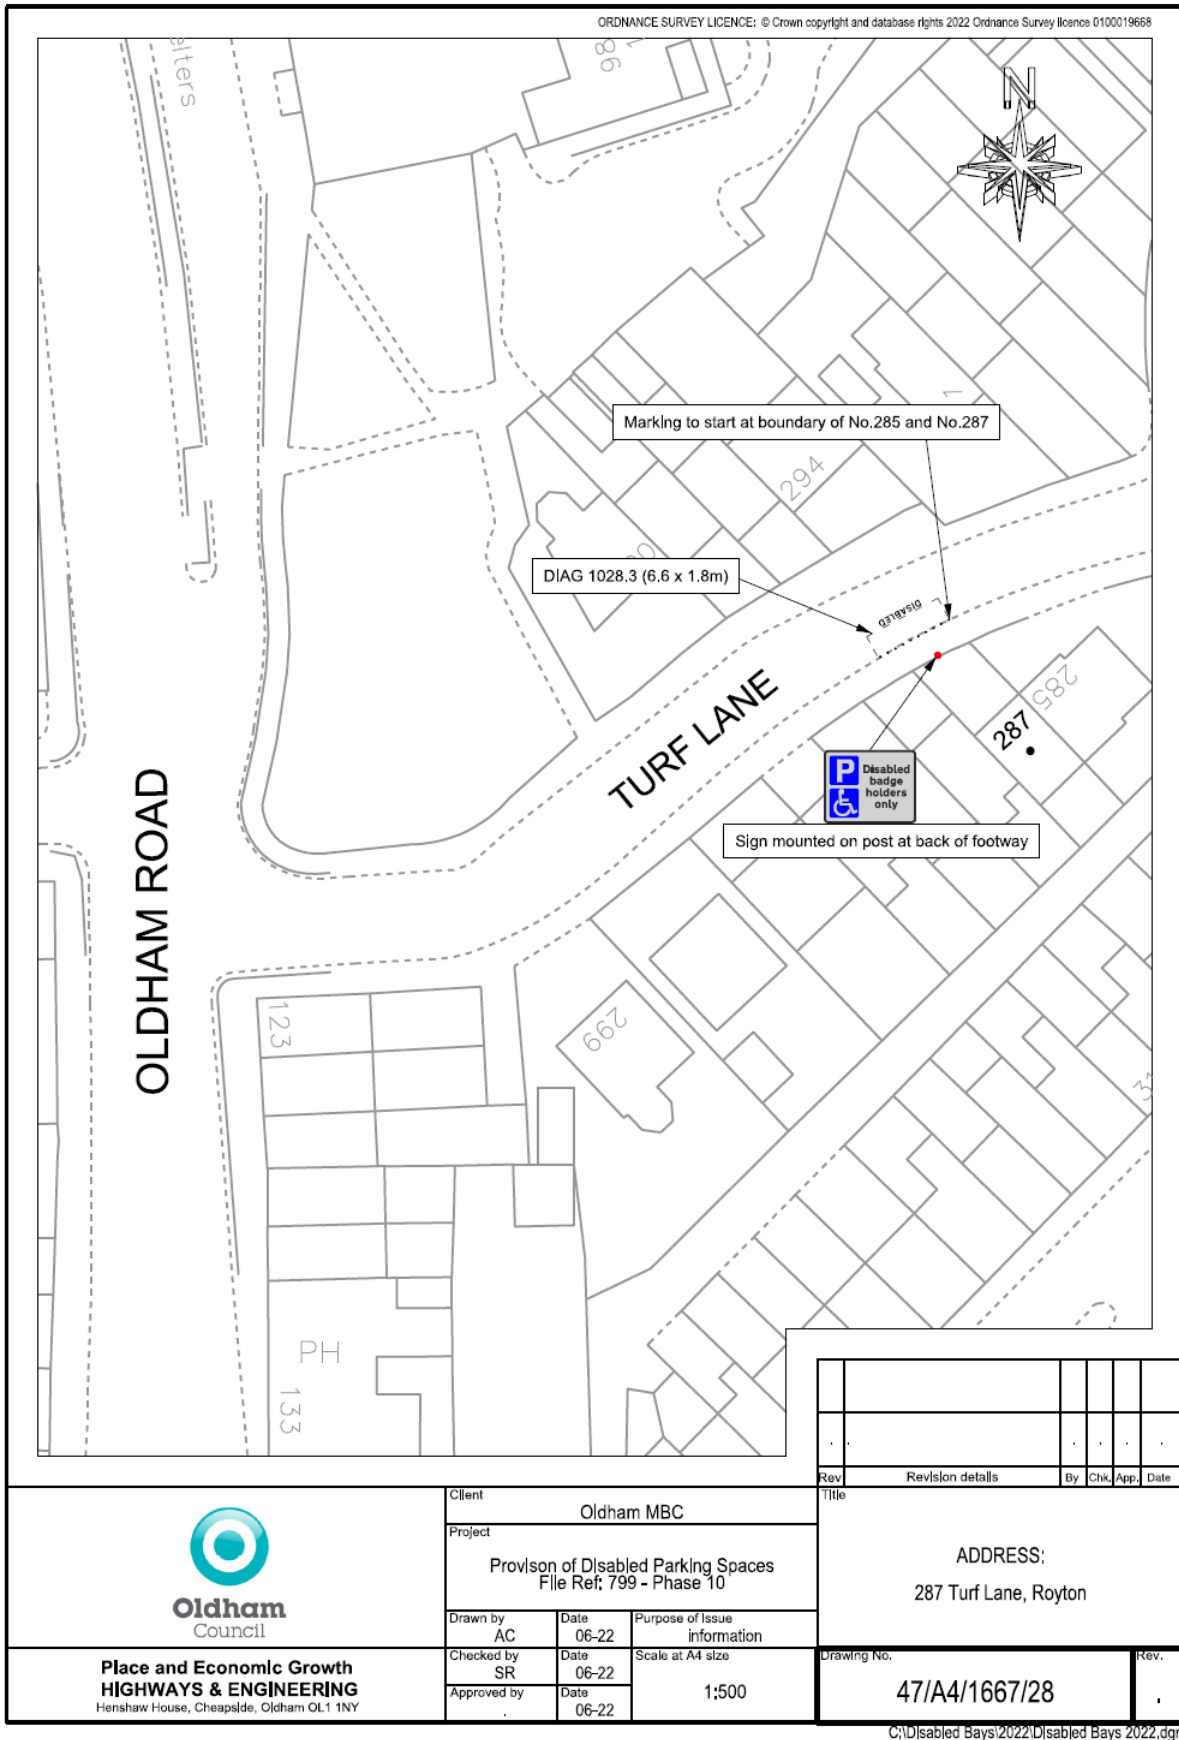 ORDNANCE SURVEY LICENCE: © Crown copyright and database rights 2022 Ordnance Survey licence 0100019668
elters
86
N
Marking to start at boundary of No.285 and No.287
294
DIAG 1028.3 (6.6 x 1.8m)
DISABLED
TURF LANE
285
287
P Disabled
badge
holders
only
Sign mounted on post at back of footway
OLDHAM ROAD
123
299
PH
133
Rev
Revision details
By
Chk.
App.
Date
Oldham
Council
Client
Oldham MBC
Project
Provison of Disabled Parking Spaces
File Ref: 799 - Phase 10
Title
ADDRESS:
287 Turf Lane, Royton
Drawn by
AC
Date
06-22
Purpose of Issue
information
Place and Economic Growth
HIGHWAYS & ENGINEERING
Henshaw House, Cheapside, Oldham OL1 1NY
Checked by
SR
Date
06-22
Scale at A4 size
1:500
Approved by
.
Date
06-22
Drawing No.
47/A4/1667/28
Rev.
.
C:\Disabled Bays\2022\Disabled Bays 2022.dgn